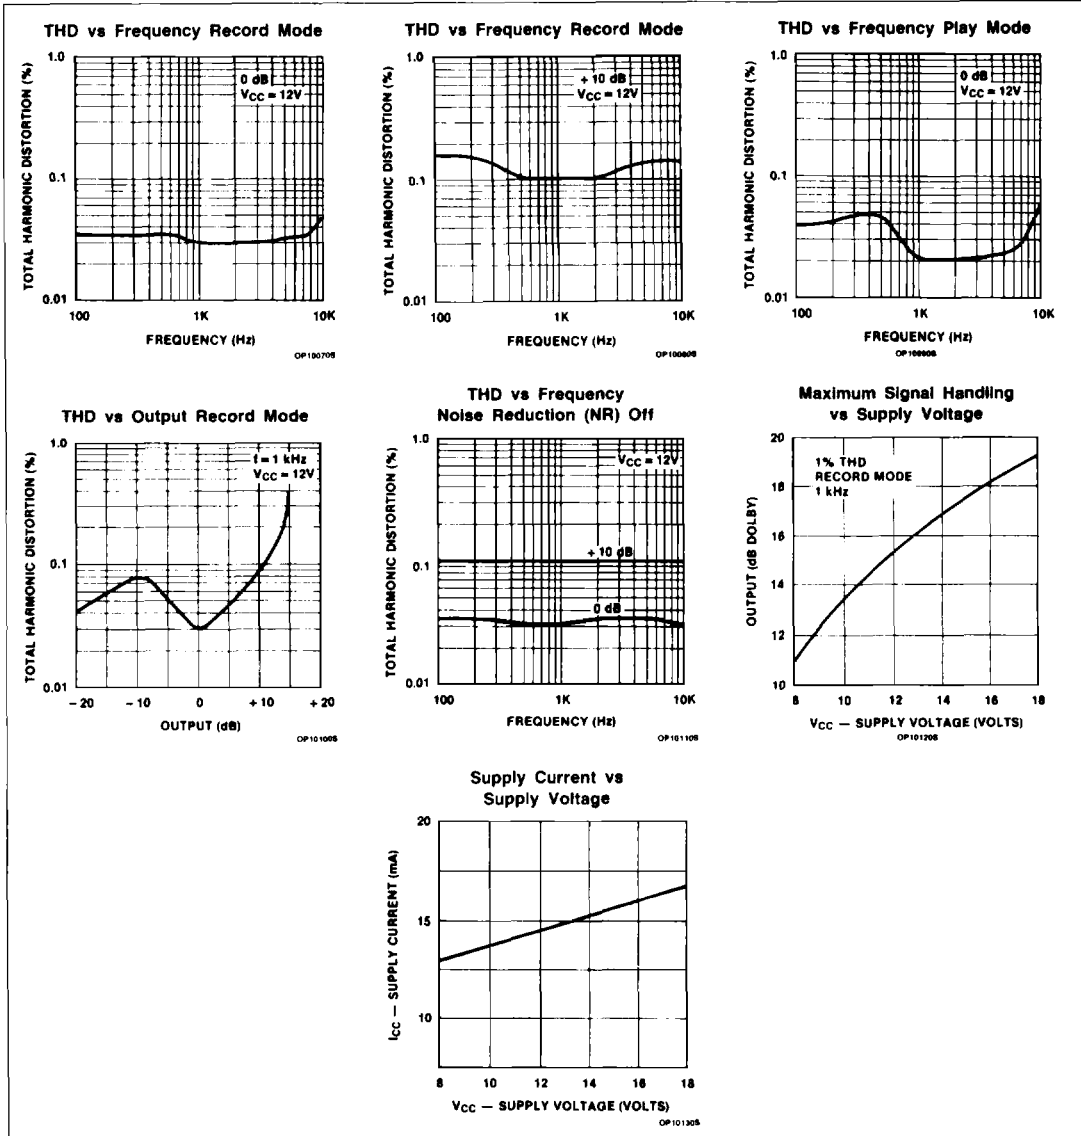 THD vs Frequency Record Mode
TOTAL HARMONIC DISTORTION (%)
1.0
0.1
0.01
0 dB
VCC = 12V
100
1K
10K
FREQUENCY (Hz)
OP10070S
THD vs Frequency Record Mode
TOTAL HARMONIC DISTORTION (%)
1.0
0.1
0.01
+ 10 dB
VCC = 12V
100
1K
10K
FREQUENCY (Hz)
THD vs Frequency Play Mode
TOTAL HARMONIC DISTORTION (%)
1.0
0.1
0.01
0 dB
VCC = 12V
100
1K
10K
FREQUENCY (Hz)
THD vs Output Record Mode
TOTAL HARMONIC DISTORTION (%)
1.0
0.1
0.01
f = 1 kHz
VCC = 12V
- 20
- 10
0
+ 10
+ 20
OUTPUT (dB)
OP10100S
THD vs Frequency
Noise Reduction (NR) Off
TOTAL HARMONIC DISTORTION (%)
1.0
0.1
0.01
VCC = 12V
+ 10 dB
0 dB
100
1K
10K
FREQUENCY (Hz)
OP10110S
Maximum Signal Handling
vs Supply Voltage
OUTPUT (dB DOLBY)
20
18
16
14
12
10
1% THD
RECORD MODE
1 kHz
8
10
12
14
16
18
VCC — SUPPLY VOLTAGE (VOLTS)
OP10120S
Supply Current vs
Supply Voltage
ICC — SUPPLY CURRENT (mA)
20
15
10
8
10
12
14
16
18
VCC — SUPPLY VOLTAGE (VOLTS)
OP10130S